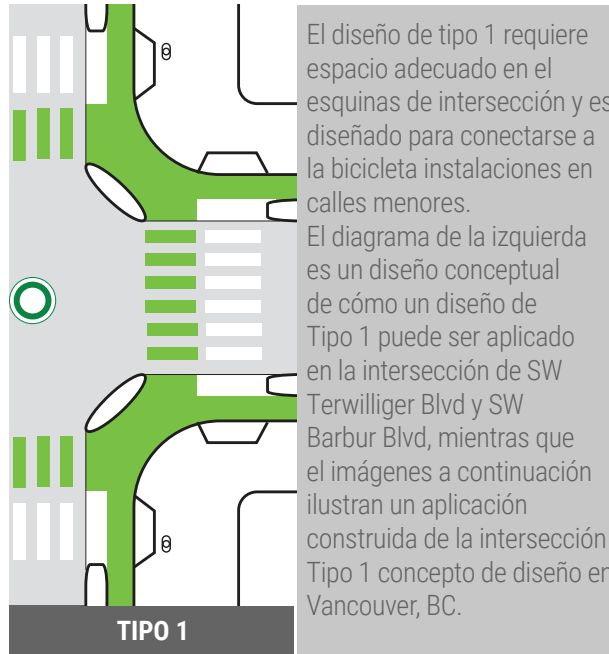 El diseño de tipo 1 requiere
espacio adecuado en el
esquinas de intersección y es
diseñado para conectarse a
la bicicleta instalaciones en
calles menores.
El diagrama de la izquierda
es un diseño conceptual
de cómo un diseño de
Tipo 1 puede ser aplicado
en la intersección de SW
Terwilliger Blvd y SW
Barbur Blvd, mientras que
el imágenes a continuación
ilustran un aplicación
construida de la intersección
Tipo 1 concepto de diseño en
Vancouver, BC.
TIPO 1